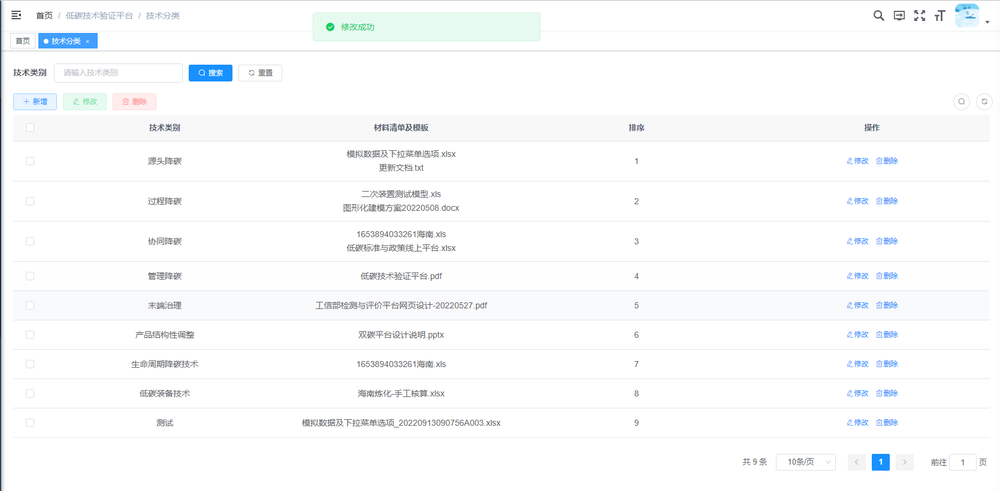 首页 / 低碳技术验证平台 / 技术分类
修改成功
首页
技术分类 ×
技术类别 请输入技术类别 搜索 重置
新增 修改 删除
技术类别 材料清单及模板 排序 操作
源头降碳 模拟数据及下拉菜单选项.xlsx 1 修改 删除
更新文档.txt
过程降碳 二次装置测试模型.xls 2 修改 删除
图形化建模方案20220508.docx
协同降碳 1653894033261海南.xls 3 修改 删除
低碳标准与政策线上平台.xlsx
管理降碳 低碳技术验证平台.pdf 4 修改 删除
末端治理 工信部检测与评价平台网页设计-20220527.pdf 5 修改 删除
产品结构性调整 双碳平台设计说明.pptx 6 修改 删除
生命周期降碳技术 1653894033261海南.xls 7 修改 删除
低碳装备技术 海南炼化-手工核算.xlsx 8 修改 删除
测试 模拟数据及下拉菜单选项_20220913090756A003.xlsx 9 修改 删除
共 9 条 10条/页 1 前往 1 页